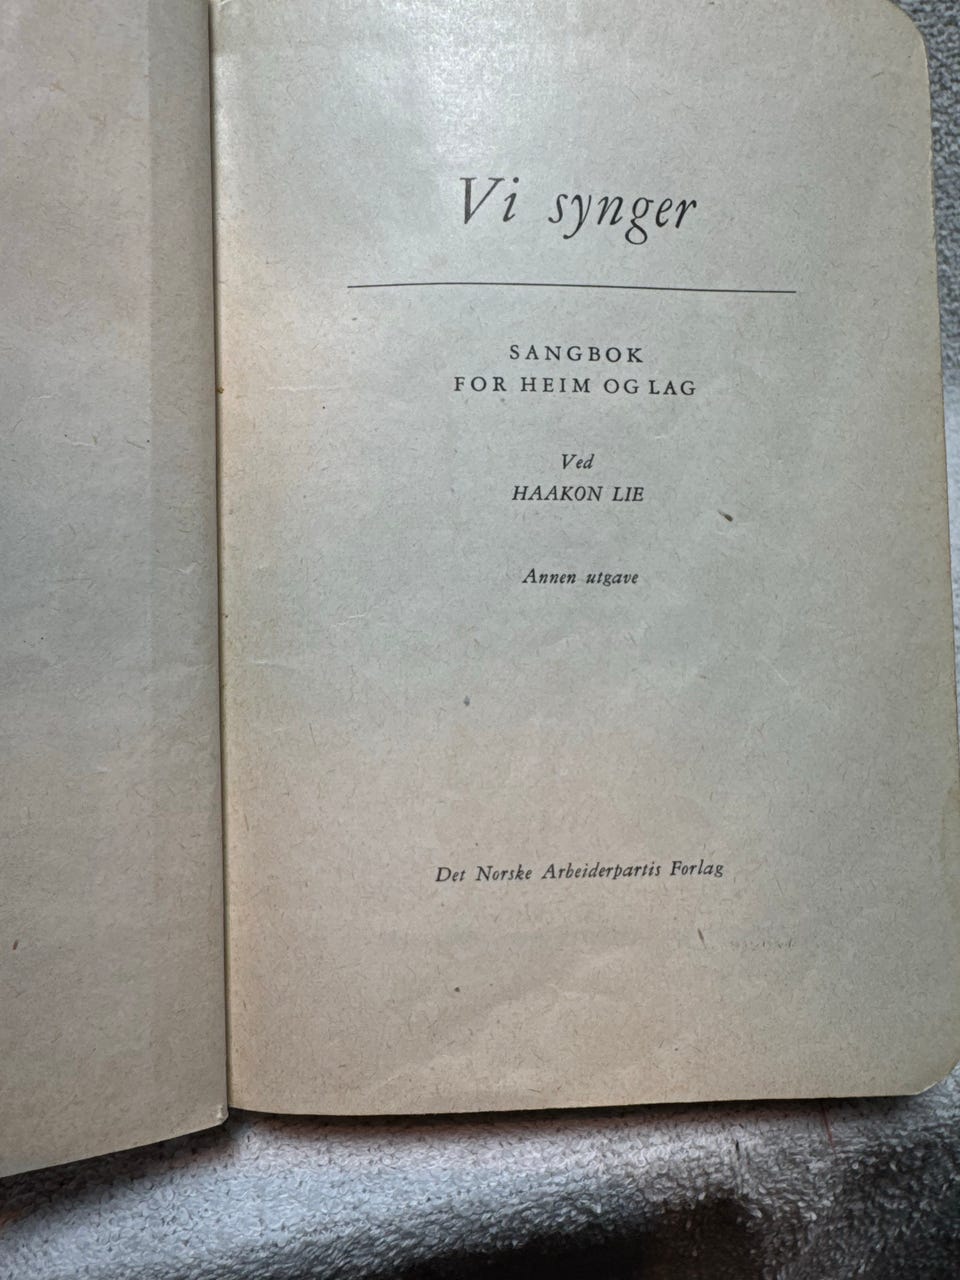 Vi synger
SANGBOK
FOR HEIM OG LAG
Ved
HAAKON LIE
Annen utgave
Det Norske Arbeiderpartis Forlag